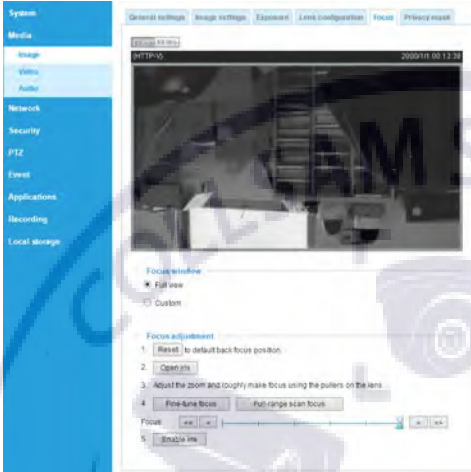 System
General settings Image settings Exposure Lens configuration Focus Privacy mask
Media
Image
Video
Audio
Network
Security
PTZ
Event
Applications
Recording
Local storage
(HTTP-V) 2000/1/1 00:13:38
Focus window
Full view
Custom
Focus adjustment
1. Reset to default back focus position.
2. Open iris
3. Adjust the zoom and roughly make focus using the pullers on the lens
4. Fine-tune focus Full-range scan focus
Focus: << < > >>
5. Enable iris
COLLIAM S